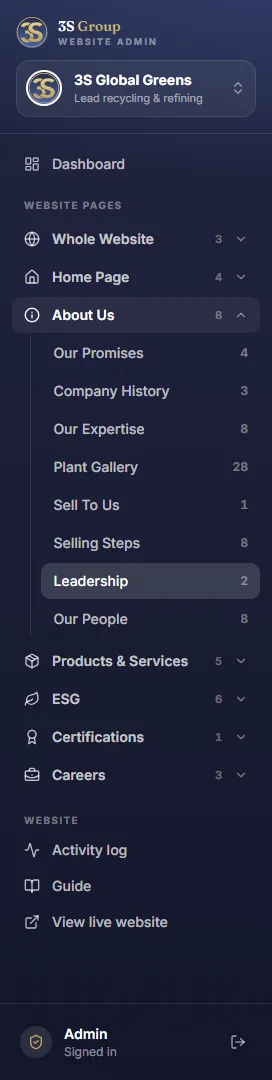 3S
3S Group
WEBSITE ADMIN
3S
3S Global Greens
Lead recycling & refining
Dashboard
WEBSITE PAGES
Whole Website 3
Home Page 4
About Us 8
Our Promises 4
Company History 3
Our Expertise 8
Plant Gallery 28
Sell To Us 1
Selling Steps 8
Leadership 2
Our People 8
Products & Services 5
ESG 6
Certifications 1
Careers 3
WEBSITE
Activity log
Guide
View live website
Admin
Signed in